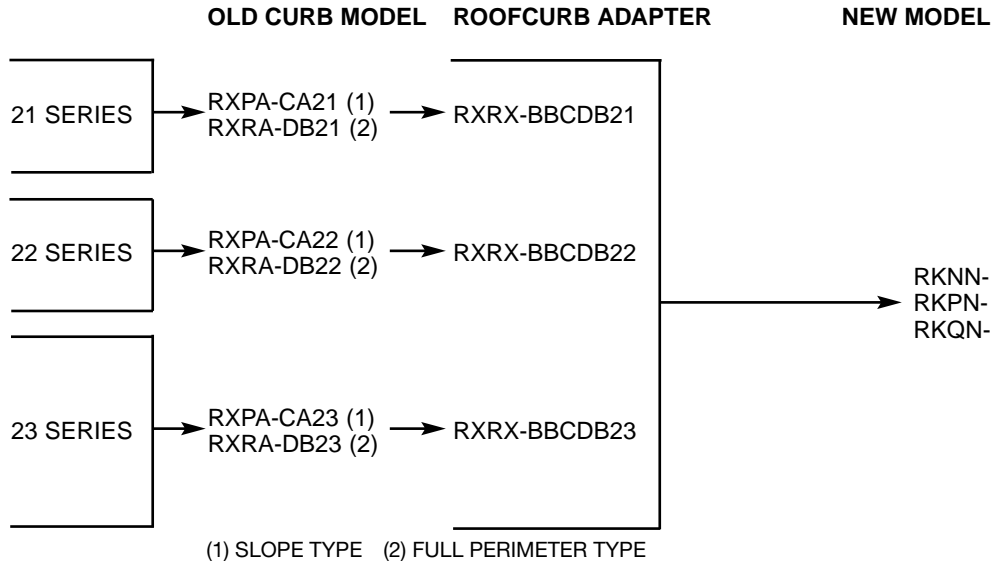 OLD CURB MODEL ROOFCURB ADAPTER NEW MODEL
21 SERIES
RXPA-CA21 (1)
RXRA-DB21 (2)
RXRX-BBCDB21
22 SERIES
RXPA-CA22 (1)
RXRA-DB22 (2)
RXRX-BBCDB22
RKNN-
RKPN-
RKQN-
23 SERIES
RXPA-CA23 (1)
RXRA-DB23 (2)
RXRX-BBCDB23
(1) SLOPE TYPE (2) FULL PERIMETER TYPE